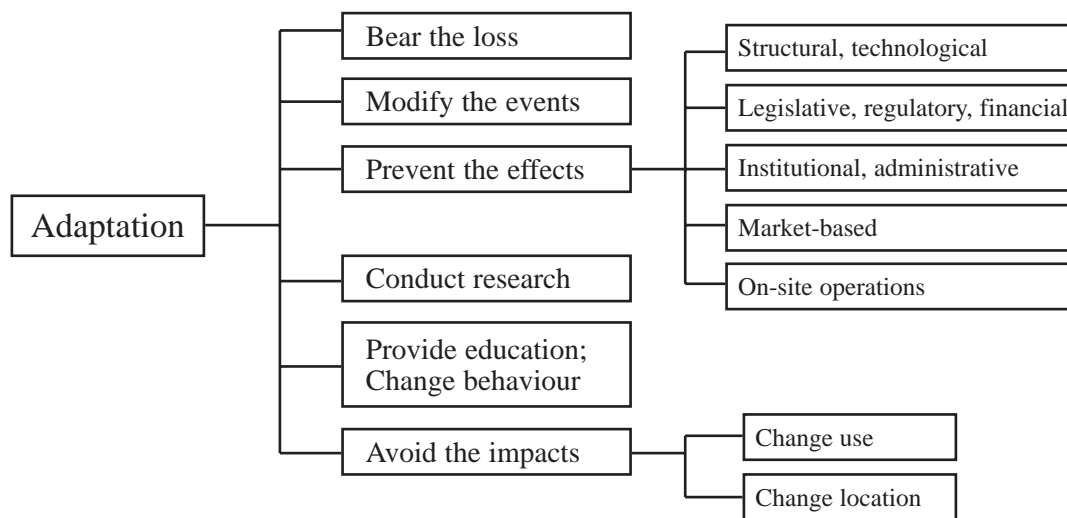 Adaptation
Bear the loss
Modify the events
Prevent the effects
Conduct research
Provide education;
Change behaviour
Avoid the impacts
Structural, technological
Legislative, regulatory, financial
Institutional, administrative
Market-based
On-site operations
Change use
Change location